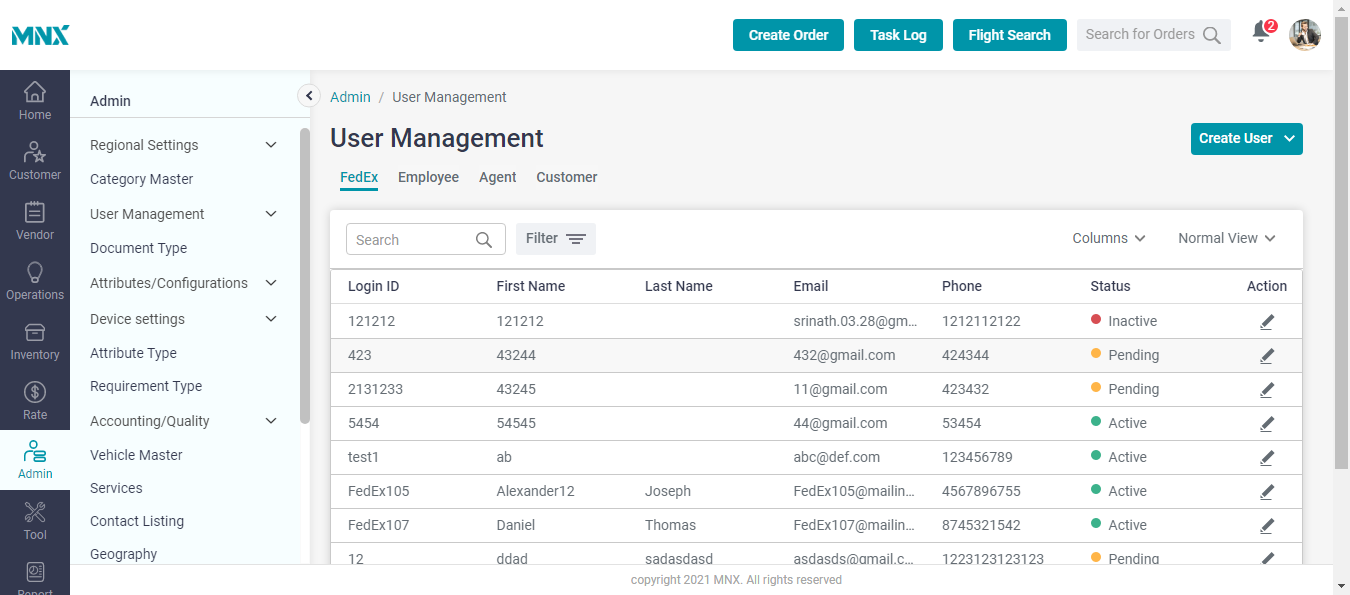 MNX
Create Order
Task Log
Flight Search
Search for Orders
2
Home
Customer
Vendor
Operations
Inventory
Rate
Admin
Tool
Report
Admin
Regional Settings
Category Master
User Management
Document Type
Attributes/Configurations
Device settings
Attribute Type
Requirement Type
Accounting/Quality
Vehicle Master
Services
Contact Listing
Geography
Admin / User Management
User Management
Create User
FedEx Employee Agent Customer
Search
Filter
Columns
Normal View
Login ID First Name Last Name Email Phone Status Action
121212 121212 srinath.03.28@gm... 1212112122 Inactive
423 43244 432@gmail.com 424344 Pending
2131233 43245 11@gmail.com 423432 Pending
5454 54545 44@gmail.com 53454 Active
test1 ab abc@def.com 123456789 Active
FedEx105 Alexander12 Joseph FedEx105@mailin... 4567896755 Active
FedEx107 Daniel Thomas FedEx107@mailin... 8745321542 Active
12 ddad sadasdasd asdasds@gmail.c... 1223123123123 Pending
copyright 2021 MNX. All rights reserved